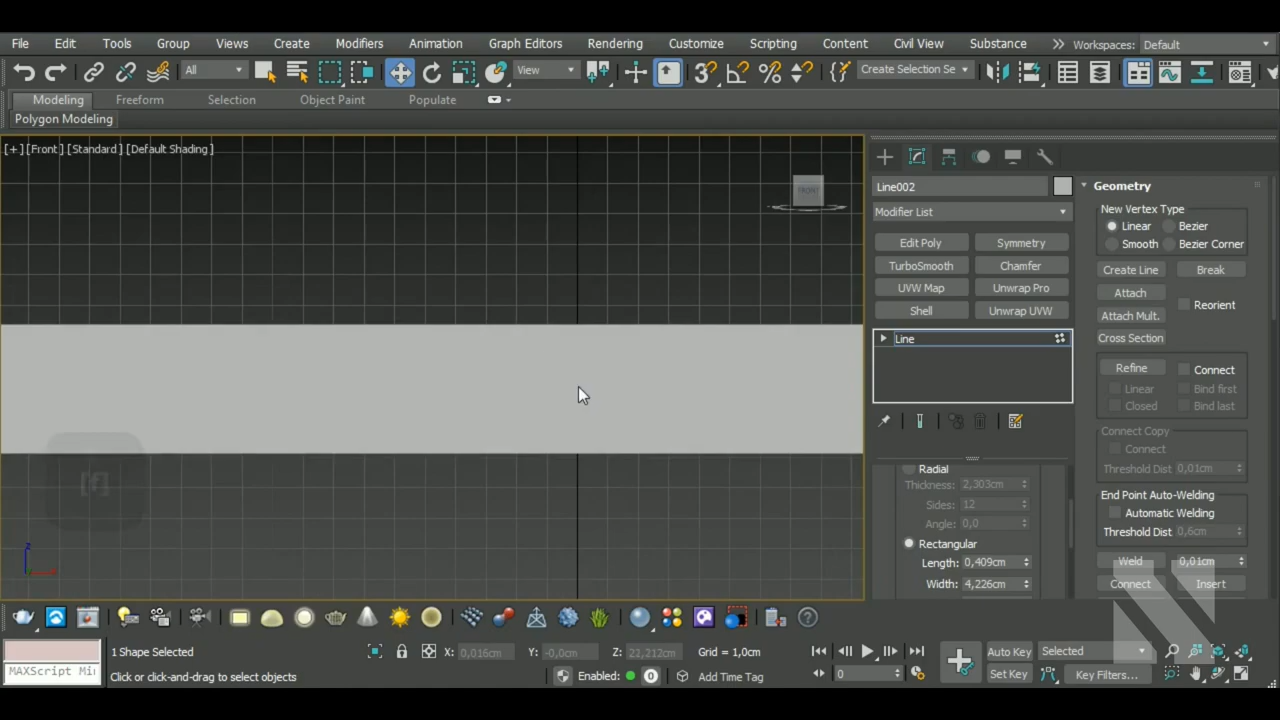 File Edit Tools Group Views Create Modifiers Animation Graph Editors Rendering Customize Scripting Content Civil View Substance Workspaces: Default
All View Create Selection Se
Modeling Freeform Selection Object Paint Populate
Polygon Modeling
[+] [Front] [Standard] [Default Shading]
FRONT
[f]
Line002
Modifier List
Edit Poly Symmetry
TurboSmooth Chamfer
UVW Map Unwrap Pro
Shell Unwrap UVW
Line
Radial
Thickness: 2,303cm
Sides: 12
Angle: 0,0
Rectangular
Length: 0,409cm
Width: 4,226cm
Geometry
New Vertex Type
Linear Bezier
Smooth Bezier Corner
Create Line Break
Attach
Reorient
Attach Mult.
Cross Section
Refine Connect
Linear Bind first
Closed Bind last
Connect Copy
Connect
Threshold Dist 0,01cm
End Point Auto-Welding
Automatic Welding
Threshold Dist 0,6cm
Weld 0,01cm
Connect Insert
z
1 Shape Selected X: 0,016cm Y: -0,0cm Z: 22,212cm Grid = 1,0cm Auto Key Selected
MAXScript Mi Click or click-and-drag to select objects Enabled: 0 Add Time Tag 0 Set Key Key Filters...